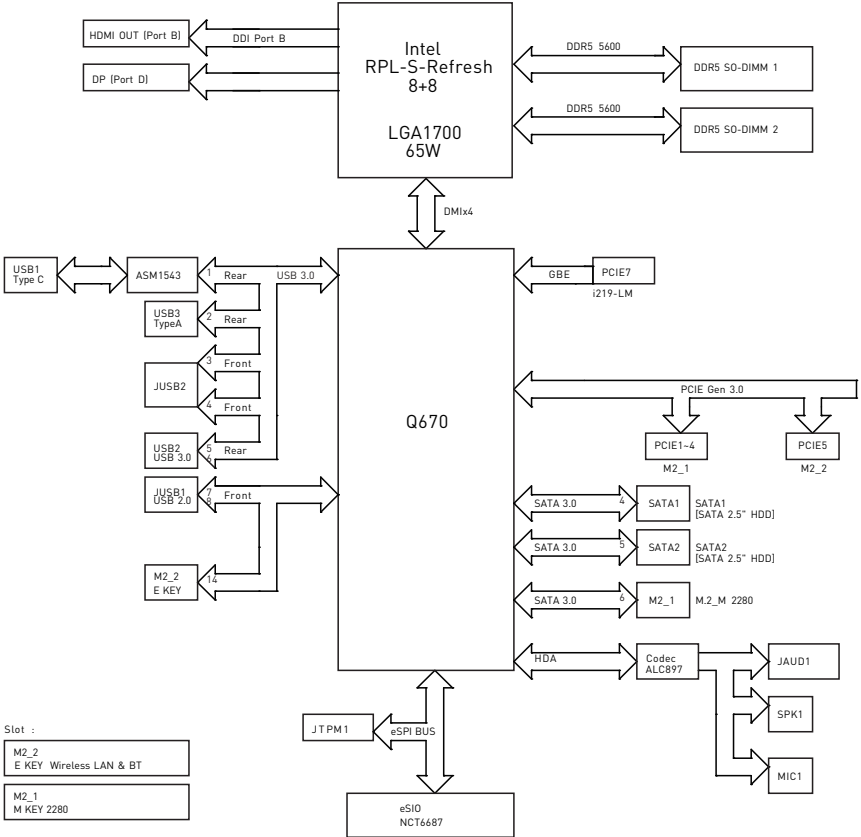 HDMI OUT (Port B)
DDI Port B
DP (Port D)
Intel
RPL-S-Refresh
8+8
LGA1700
65W
DDR5 5600
DDR5 SO-DIMM 1
DDR5 5600
DDR5 SO-DIMM 2
DMIx4
USB1
Type C
ASM1543
1 Rear
USB 3.0
USB3
TypeA
2 Rear
JUSB2
3 Front
4 Front
USB2
USB 3.0
5
6
Rear
JUSB1
USB 2.0
7
8
Front
M2_2
E KEY
14
Q670
GBE
PCIE7
i219-LM
PCIE Gen 3.0
PCIE1~4
M2_1
PCIE5
M2_2
SATA 3.0
4
SATA1
SATA1
[SATA 2.5" HDD]
SATA 3.0
5
SATA2
SATA2
[SATA 2.5" HDD]
SATA 3.0
6
M2_1
M.2_M 2280
HDA
Codec
ALC897
JAUD1
SPK1
MIC1
JTPM1
eSPI BUS
eSIO
NCT6687
Slot :
M2_2
E KEY Wireless LAN & BT
M2_1
M KEY 2280